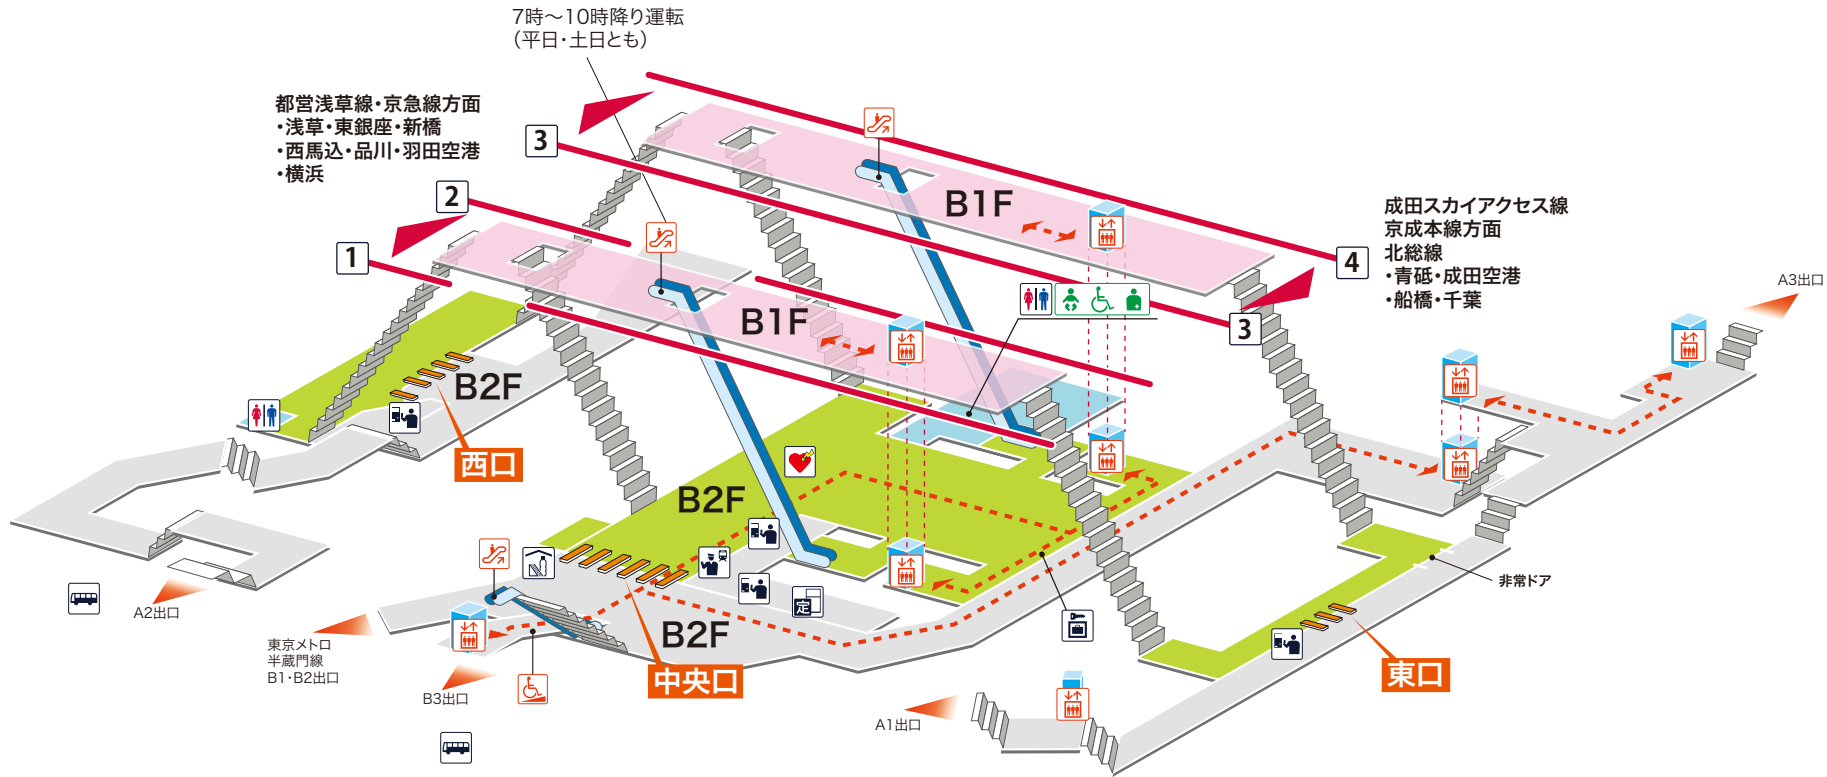 7時～10時降り運転
（平日・土日とも）
都営浅草線・京急線方面
・浅草・東銀座・新橋
・西馬込・品川・羽田空港
・横浜
3
2
1
B1F
B1F
4
3
成田スカイアクセス線
京成本線方面
北総線
・青砥・成田空港
・船橋・千葉
A3出口
B2F
西口
B2F
B2F
中央口
定
非常ドア
東口
A2出口
東京メトロ
半蔵門線
B1・B2出口
B3出口
A1出口